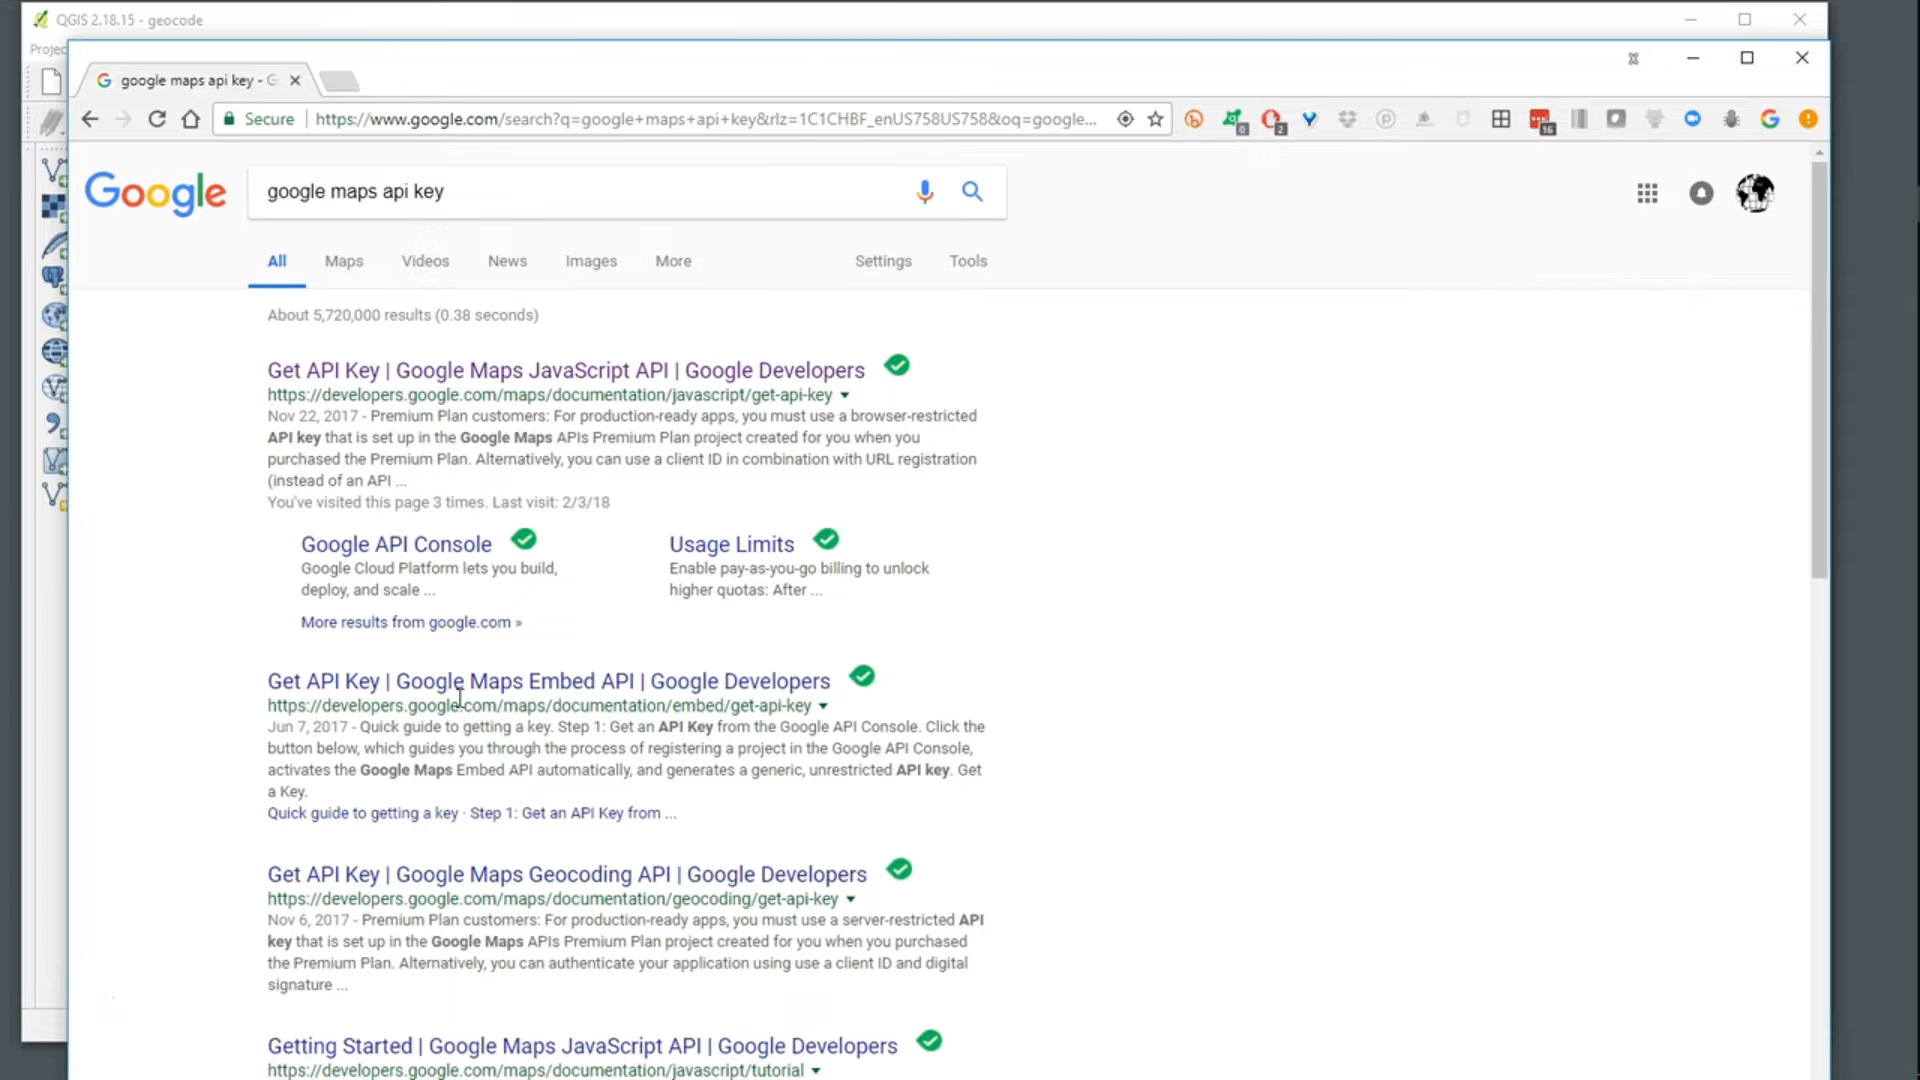 QGIS 2.18.15 - geocode
Projec
google maps api key - G
Secure | https://www.google.com/search?q=google+maps+api+key&rlz=1C1CHBF_enUS758US758&oq=google...
0
2
16
Google
google maps api key
All Maps Videos News Images More Settings Tools
About 5,720,000 results (0.38 seconds)
Get API Key | Google Maps JavaScript API | Google Developers
https://developers.google.com/maps/documentation/javascript/get-api-key
Nov 22, 2017 - Premium Plan customers: For production-ready apps, you must use a browser-restricted
API key that is set up in the Google Maps APIs Premium Plan project created for you when you
purchased the Premium Plan. Alternatively, you can use a client ID in combination with URL registration
(instead of an API ...
You've visited this page 3 times. Last visit: 2/3/18
Google API Console
Google Cloud Platform lets you build,
deploy, and scale ...
Usage Limits
Enable pay-as-you-go billing to unlock
higher quotas: After ...
More results from google.com »
Get API Key | Google Maps Embed API | Google Developers
https://developers.google.com/maps/documentation/embed/get-api-key
Jun 7, 2017 - Quick guide to getting a key. Step 1: Get an API Key from the Google API Console. Click the
button below, which guides you through the process of registering a project in the Google API Console,
activates the Google Maps Embed API automatically, and generates a generic, unrestricted API key. Get
a Key.
Quick guide to getting a key · Step 1: Get an API Key from ...
Get API Key | Google Maps Geocoding API | Google Developers
https://developers.google.com/maps/documentation/geocoding/get-api-key
Nov 6, 2017 - Premium Plan customers: For production-ready apps, you must use a server-restricted API
key that is set up in the Google Maps APIs Premium Plan project created for you when you purchased
the Premium Plan. Alternatively, you can authenticate your application using use a client ID and digital
signature ...
Getting Started | Google Maps JavaScript API | Google Developers
https://developers.google.com/maps/documentation/javascript/tutorial